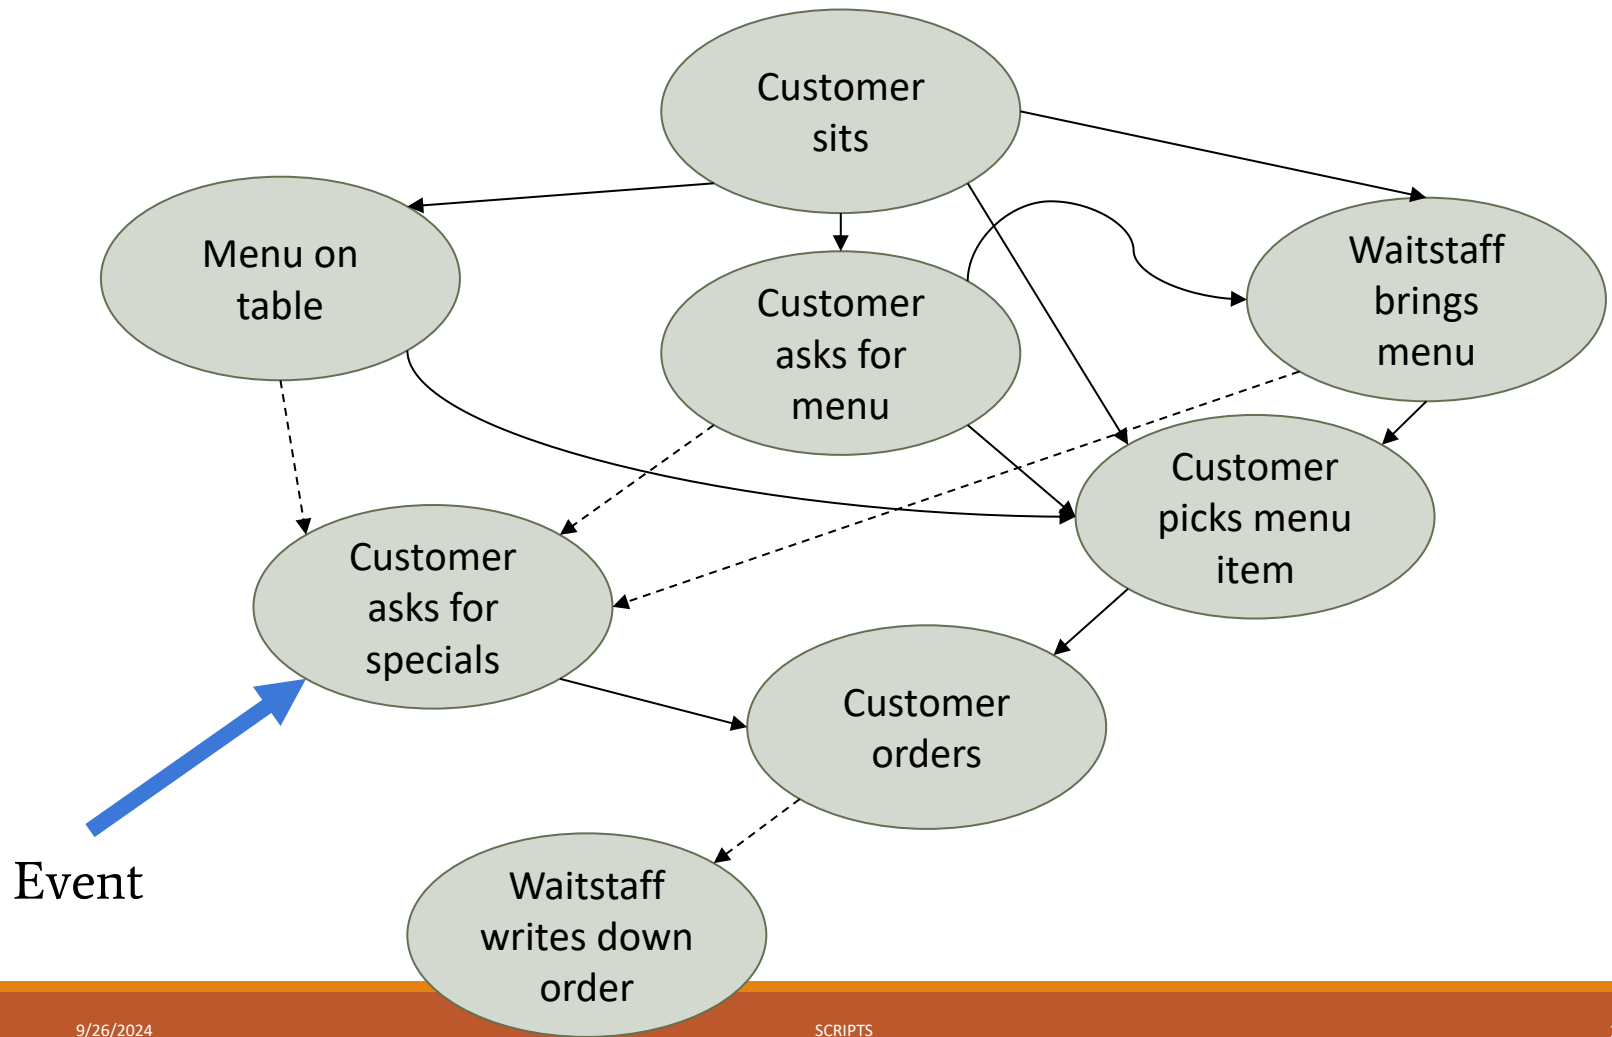 Customer
sits
Menu on
table
Customer
asks for
menu
Waitstaff
brings
menu
Customer
picks menu
item
Customer
asks for
specials
Customer
orders
Event
Waitstaff
writes down
order
9/26/2024
SCRIPTS